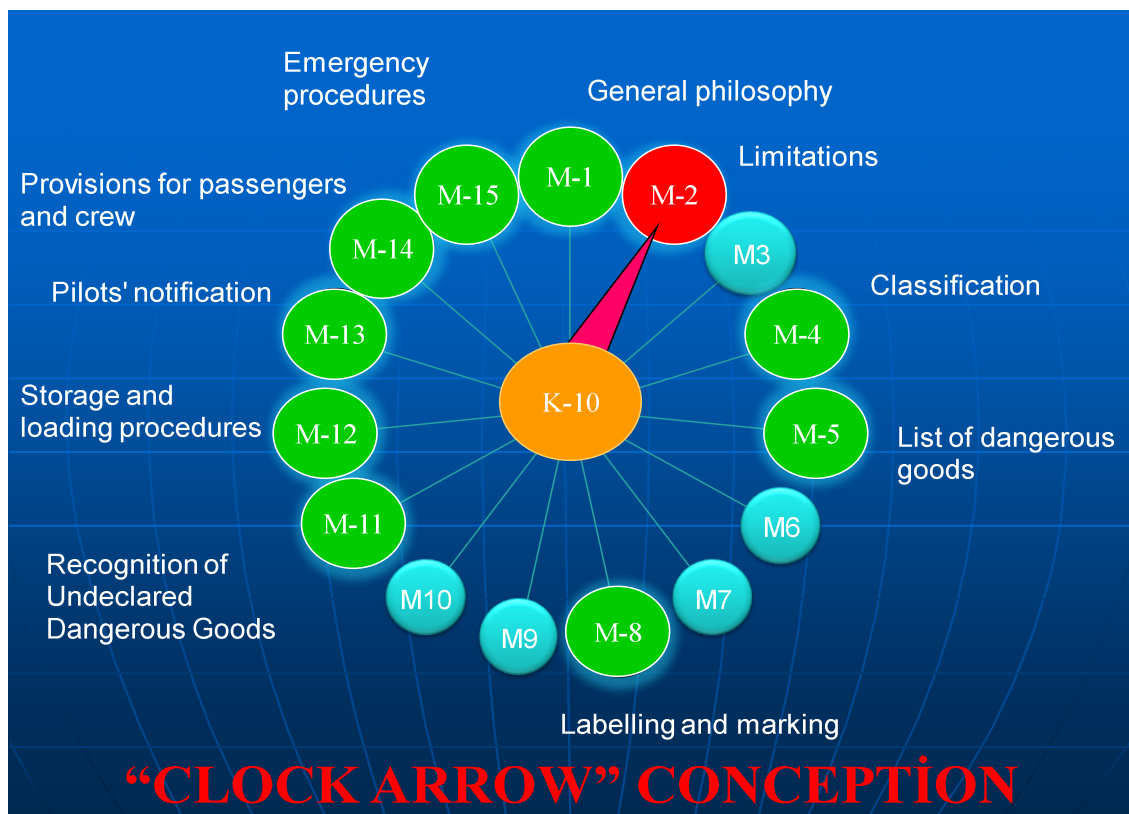 Emergency
procedures
General philosophy
Limitations
Provisions for passengers
and crew
M-15
M-1
M-2
M-14
M3
Pilots' notification
Classification
M-13
M-4
Storage and
loading procedures
K-10
M-12
M-5
List of dangerous
goods
M-11
M6
Recognition of
Undeclared
Dangerous Goods
M10
M9
M-8
M7
Labelling and marking
“CLOCK ARROW” CONCEPTİON